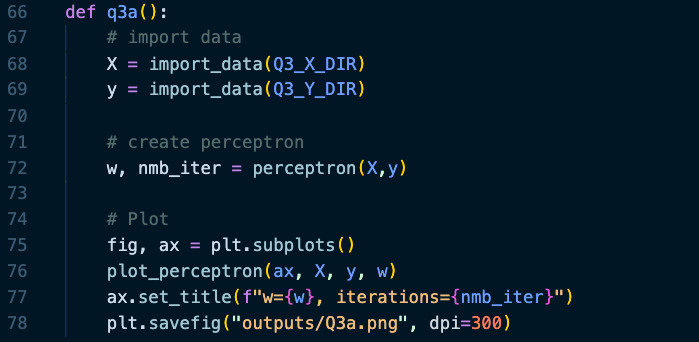 66 def q3a():
67     # import data
68     X = import_data(Q3_X_DIR)
69     y = import_data(Q3_Y_DIR)
70
71     # create perceptron
72     w, nmb_iter = perceptron(X,y)
73
74     # Plot
75     fig, ax = plt.subplots()
76     plot_perceptron(ax, X, y, w)
77     ax.set_title(f"w={w}, iterations={nmb_iter}")
78     plt.savefig("outputs/Q3a.png", dpi=300)